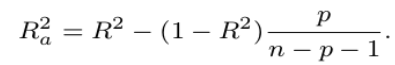 R_a^2 = R^2 − (1 − R^2) \frac{p}{n − p − 1}.